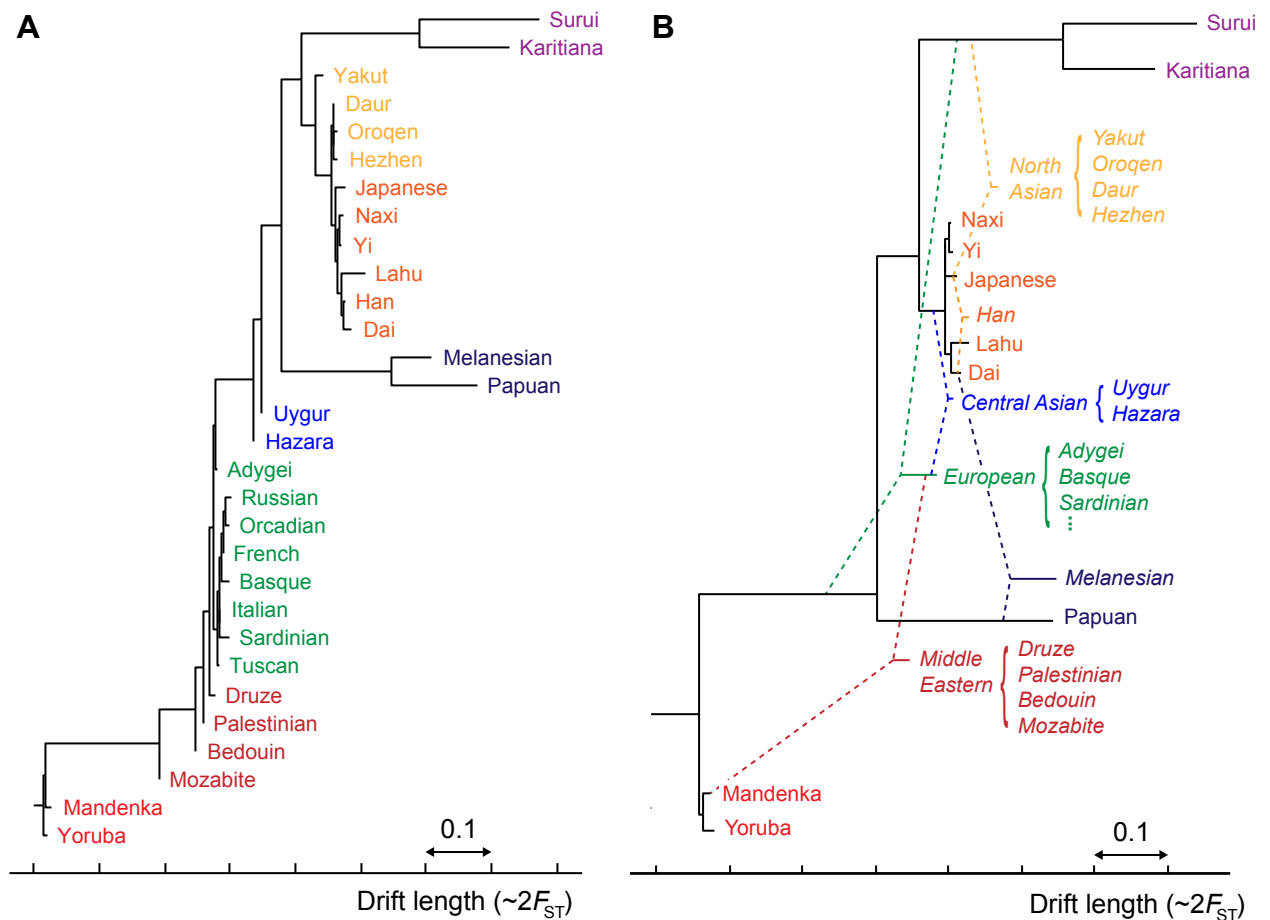 A
Surui
Karitiana
Yakut
Daur
Oroqen
Hezhen
Japanese
Naxi
Yi
Lahu
Han
Dai
Melanesian
Papuan
Uygur
Hazara
Adygei
Russian
Orcadian
French
Basque
Italian
Sardinian
Tuscan
Druze
Palestinian
Bedouin
Mozabite
Mandenka
Yoruba
0.1
Drift length (~2FST)
B
Surui
Karitiana
North
Asian
Yakut
Oroqen
Daur
Hezhen
Naxi
Yi
Japanese
Han
Lahu
Dai
Central Asian
Uygur
Hazara
European
Adygei
Basque
Sardinian
Melanesian
Papuan
Middle
Eastern
Druze
Palestinian
Bedouin
Mozabite
Mandenka
Yoruba
0.1
Drift length (~2FST)